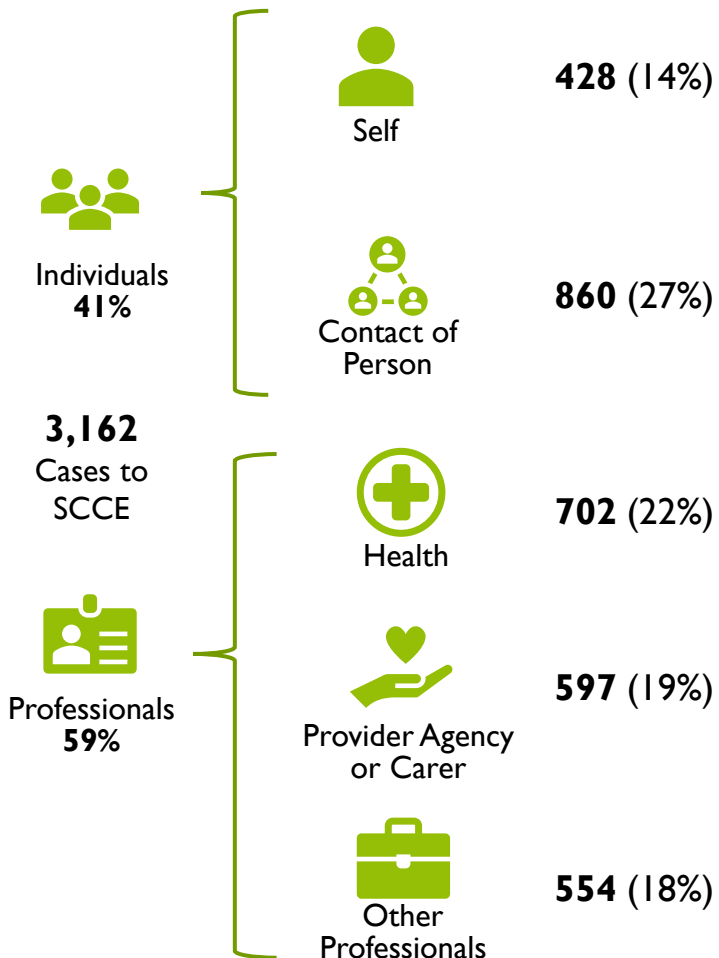 Self
428 (14%)
Individuals
41%
Contact of
Person
860 (27%)
3,162
Cases to
SCCE
Health
702 (22%)
Professionals
59%
Provider Agency
or Carer
597 (19%)
Other
Professionals
554 (18%)